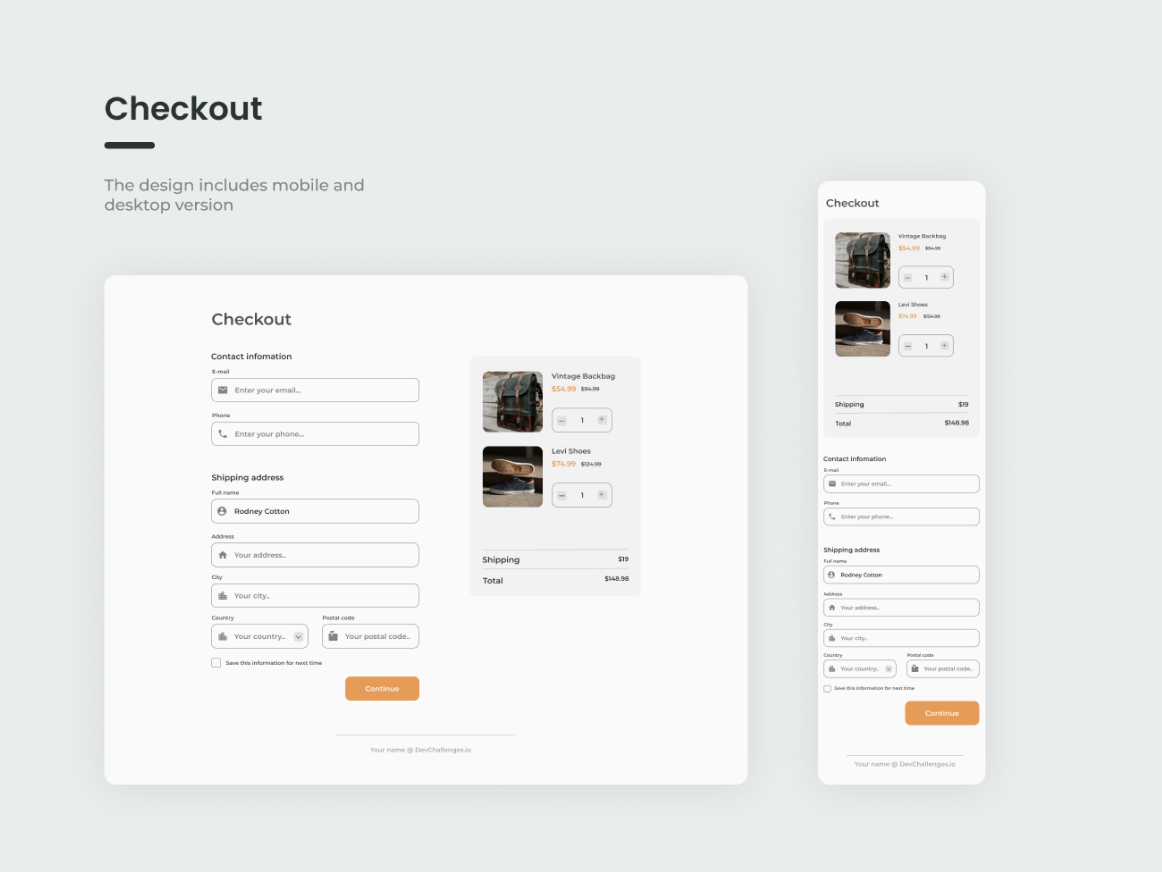 Checkout
The design includes mobile and
desktop version
Checkout
Contact infomation
E-mail
Enter your email...
Phone
Enter your phone...
Shipping address
Full name
Rodney Cotton
Address
Your address..
City
Your city..
Country
Postal code
Your country..
Your postal code..
Save this information for next time
Continue
Vintage Backbag
$54.99 $94.99
1
Levi Shoes
$74.99 $124.99
1
Shipping $19
Total $148.98
Your name @ DevChallenges.io
Checkout
Vintage Backbag
$54.99 $94.99
1
Levi Shoes
$74.99 $124.99
1
Shipping $19
Total $148.98
Contact infomation
E-mail
Enter your email...
Phone
Enter your phone...
Shipping address
Full name
Rodney Cotton
Address
Your address..
City
Your city..
Country
Postal code
Your country..
Your postal code..
Save this information for next time
Continue
Your name @ DevChallenges.io